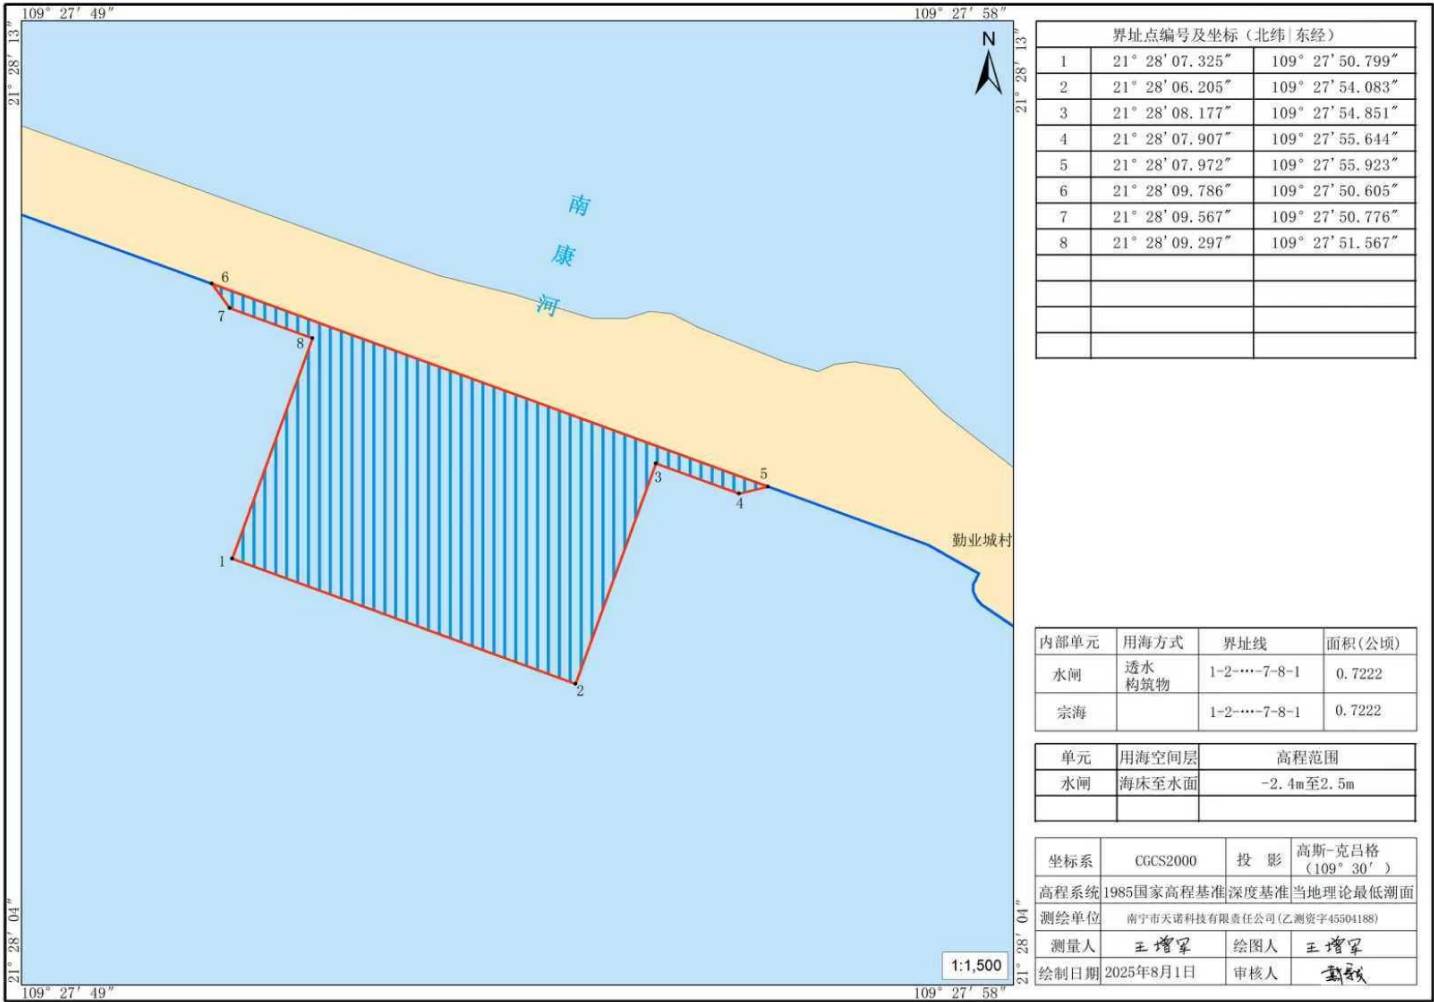 109° 27′ 49″
109° 27′ 58″
21° 28′ 13″
21° 28′ 13″
N
南
康
河
6
7
8
3
5
4
1
2
勤业城村
21° 28′ 04″
21° 28′ 04″
1:1,500
109° 27′ 49″
109° 27′ 58″
界址点编号及坐标（北纬|东经）
1 21° 28′07.325″ 109° 27′50.799″
2 21° 28′06.205″ 109° 27′54.083″
3 21° 28′08.177″ 109° 27′54.851″
4 21° 28′07.907″ 109° 27′55.644″
5 21° 28′07.972″ 109° 27′55.923″
6 21° 28′09.786″ 109° 27′50.605″
7 21° 28′09.567″ 109° 27′50.776″
8 21° 28′09.297″ 109° 27′51.567″
内部单元 用海方式 界址线 面积(公顷)
水闸 透水构筑物 1-2-…-7-8-1 0.7222
宗海 1-2-…-7-8-1 0.7222
单元 用海空间层 高程范围
水闸 海床至水面 -2.4m至2.5m
坐标系 CGCS2000 投 影 高斯-克吕格（109° 30′ ）
高程系统 1985国家高程基准 深度基准 当地理论最低潮面
测绘单位 南宁市天诺科技有限责任公司(乙测资字45504188)
测量人 王增军 绘图人 王增军
绘制日期 2025年8月1日 审核人